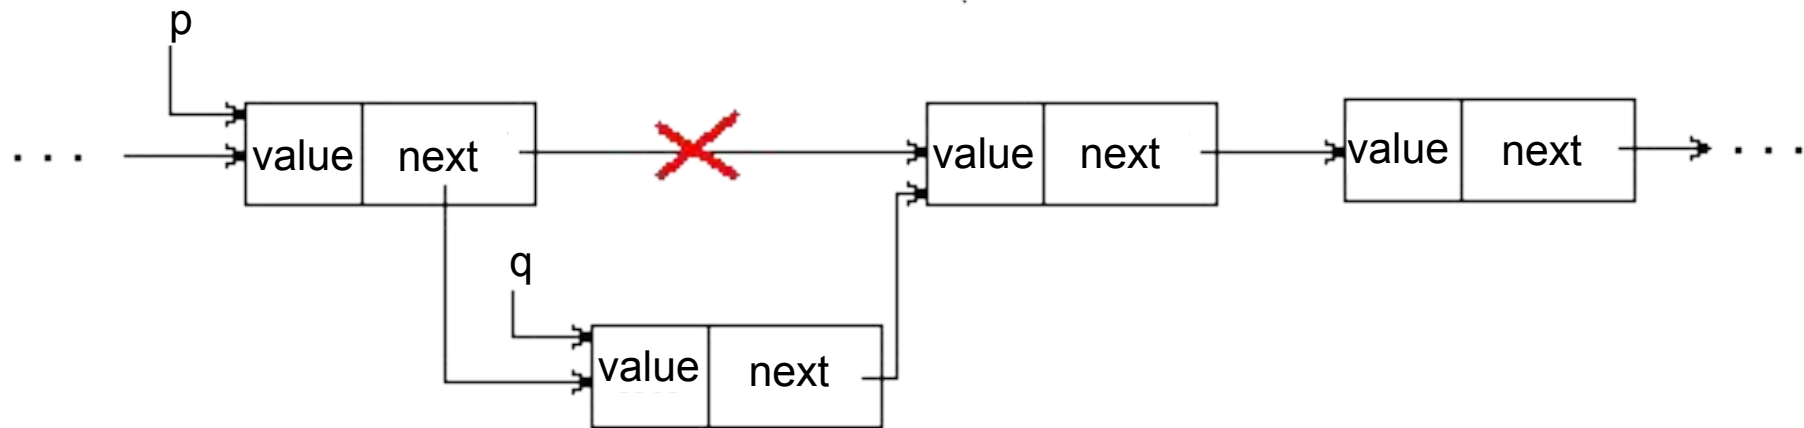 p
. . . value next value next value next . . .
q
value next